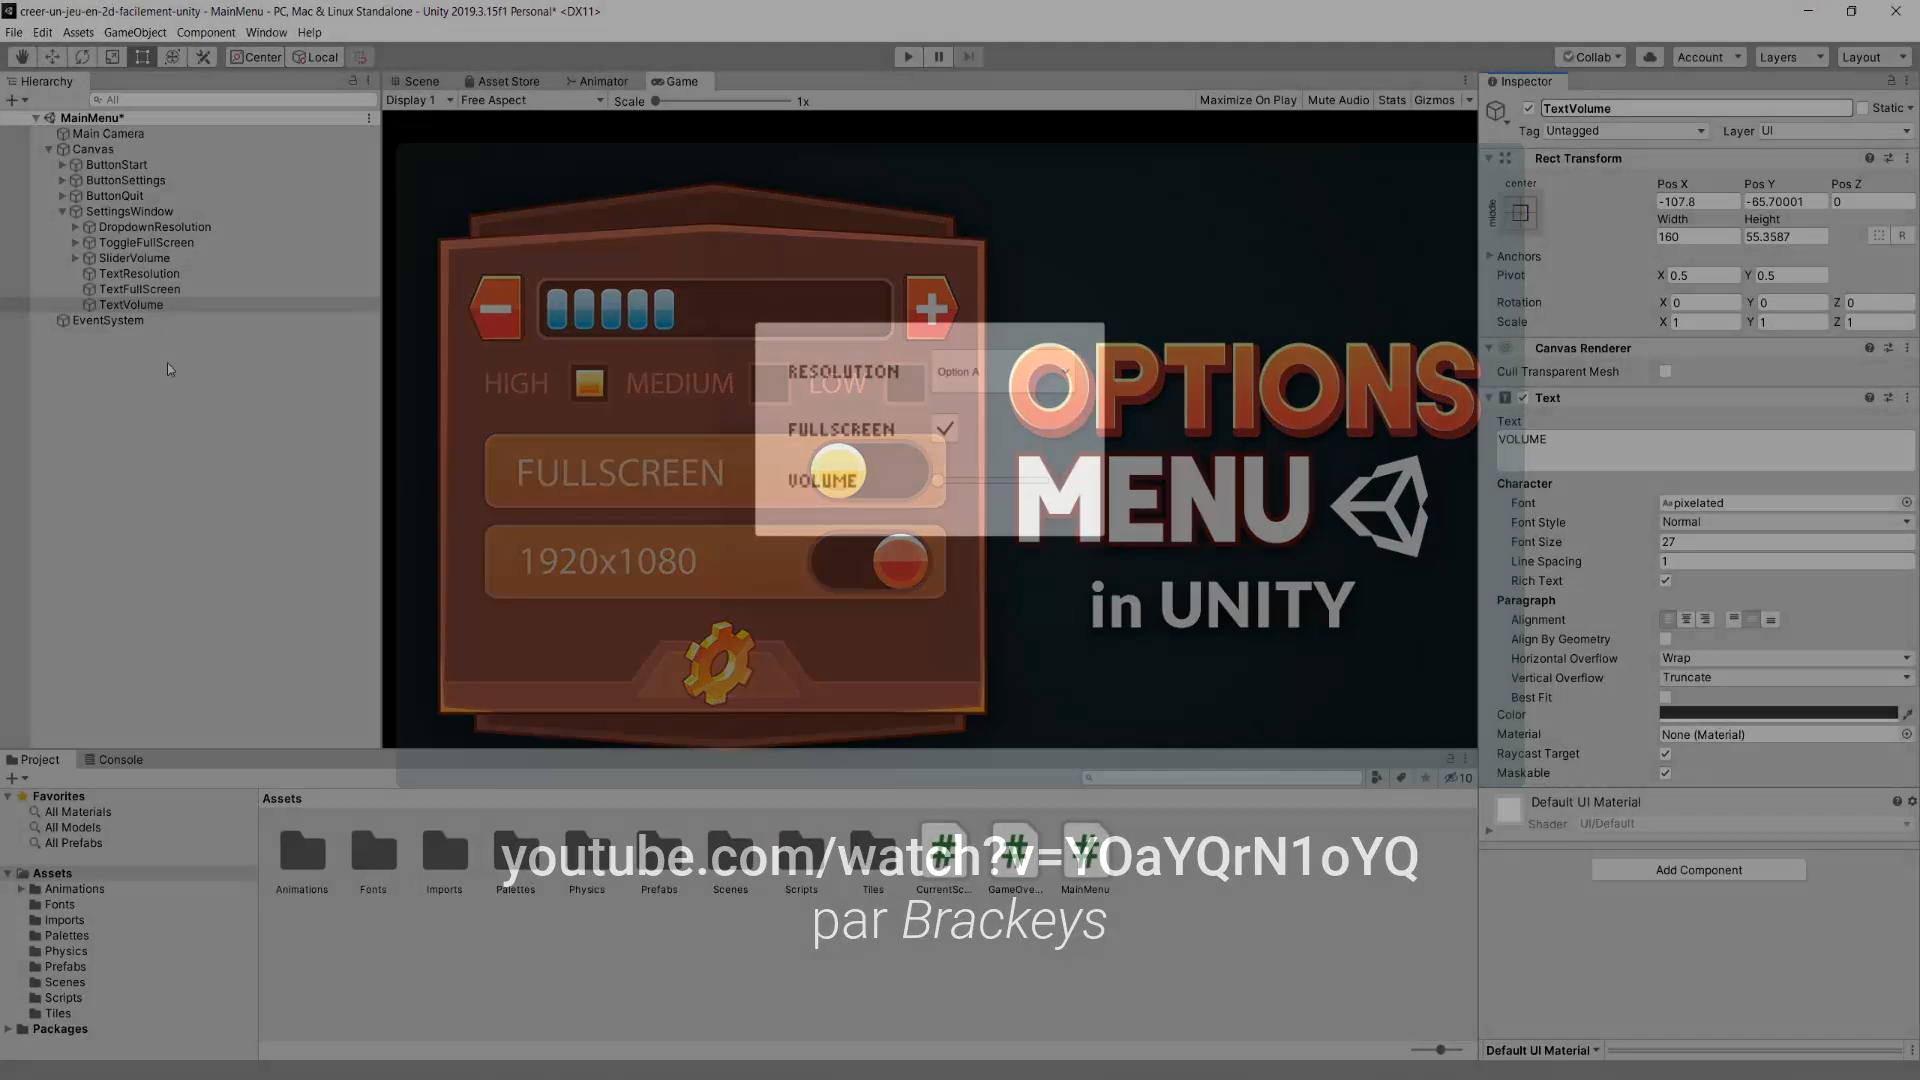 creer-un-jeu-en-2d-facilement-unity - MainMenu - PC, Mac & Linux Standalone - Unity 2019.3.15f1 Personal* <DX11>
File Edit Assets GameObject Component Window Help
Center Local Collab Account Layers Layout
Hierarchy
All
MainMenu*
Main Camera
Canvas
ButtonStart
ButtonSettings
ButtonQuit
SettingsWindow
DropdownResolution
ToggleFullScreen
SliderVolume
TextResolution
TextFullScreen
TextVolume
EventSystem
Scene Asset Store Animator Game
Display 1 Free Aspect Scale 1x Maximize On Play Mute Audio Stats Gizmos
HIGH MEDIUM LOW
FULLSCREEN
1920x1080
RESOLUTION Option A
FULLSCREEN
VOLUME
OPTIONS
MENU
in UNITY
Inspector
TextVolume Static
Tag Untagged Layer UI
Rect Transform
center
middle
Pos X Pos Y Pos Z
-107.8 -65.70001 0
Width Height
160 55.3587 R
Anchors
Pivot X 0.5 Y 0.5
Rotation X 0 Y 0 Z 0
Scale X 1 Y 1 Z 1
Canvas Renderer
Cull Transparent Mesh
Text
Text
VOLUME
Character
Font Aa pixelated
Font Style Normal
Font Size 27
Line Spacing 1
Rich Text
Paragraph
Alignment
Align By Geometry
Horizontal Overflow Wrap
Vertical Overflow Truncate
Best Fit
Color
Material None (Material)
Raycast Target
Maskable
Default UI Material
Shader UI/Default
Add Component
Default UI Material
Project Console
10
Favorites
All Materials
All Models
All Prefabs
Assets
Animations
Fonts
Imports
Palettes
Physics
Prefabs
Scenes
Scripts
Tiles
Packages
Assets
Animations Fonts Imports Palettes Physics Prefabs Scenes Scripts Tiles CurrentSc... GameOve... MainMenu
youtube.com/watch?v=YOaYQrN1oYQ
par Brackeys